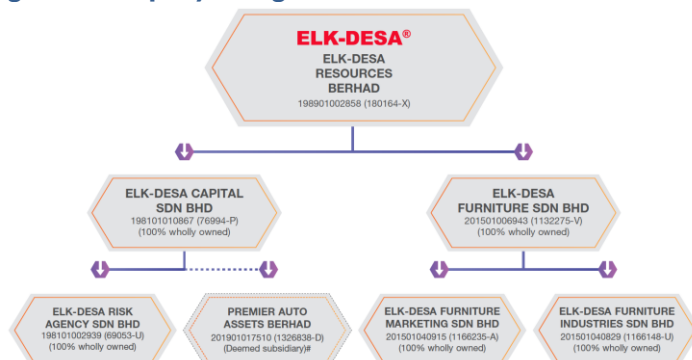 ELK-DESA®
ELK-DESA
RESOURCES
BERHAD
198901002858 (180164-X)
ELK-DESA CAPITAL
SDN BHD
198101010867 (76994-P)
(100% wholly owned)
ELK-DESA
FURNITURE SDN BHD
201501006943 (132275-V)
(100% wholly owned)
ELK-DESA RISK
AGENCY SDN BHD
198101002939 (69053-U)
(100% wholly owned)
PREMIER AUTO
ASSETS BERHAD
201901017510 (1326838-D)
(Deemed subsidiary)#
ELK-DESA FURNITURE
MARKETING SDN BHD
201501040915 (1166235-A)
(100% wholly owned)
ELK-DESA FURNITURE
INDUSTRIES SDN BHD
201501040829 (1166148-U)
(100% wholly owned)